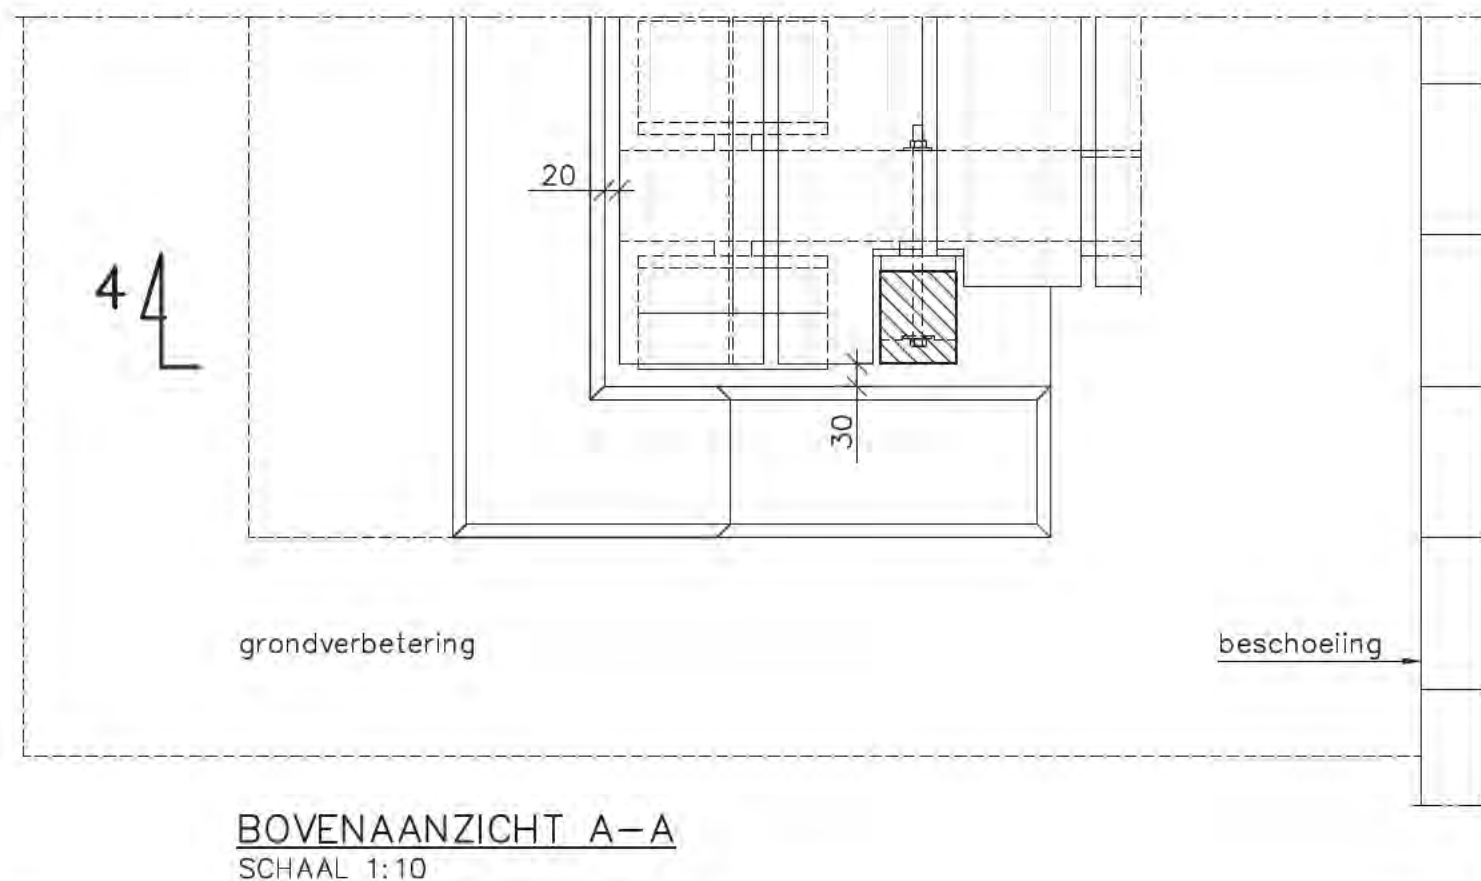 20
4
30
grondverbetering
beschoeiing
BOVENAANZICHT A–A
SCHAAL 1:10